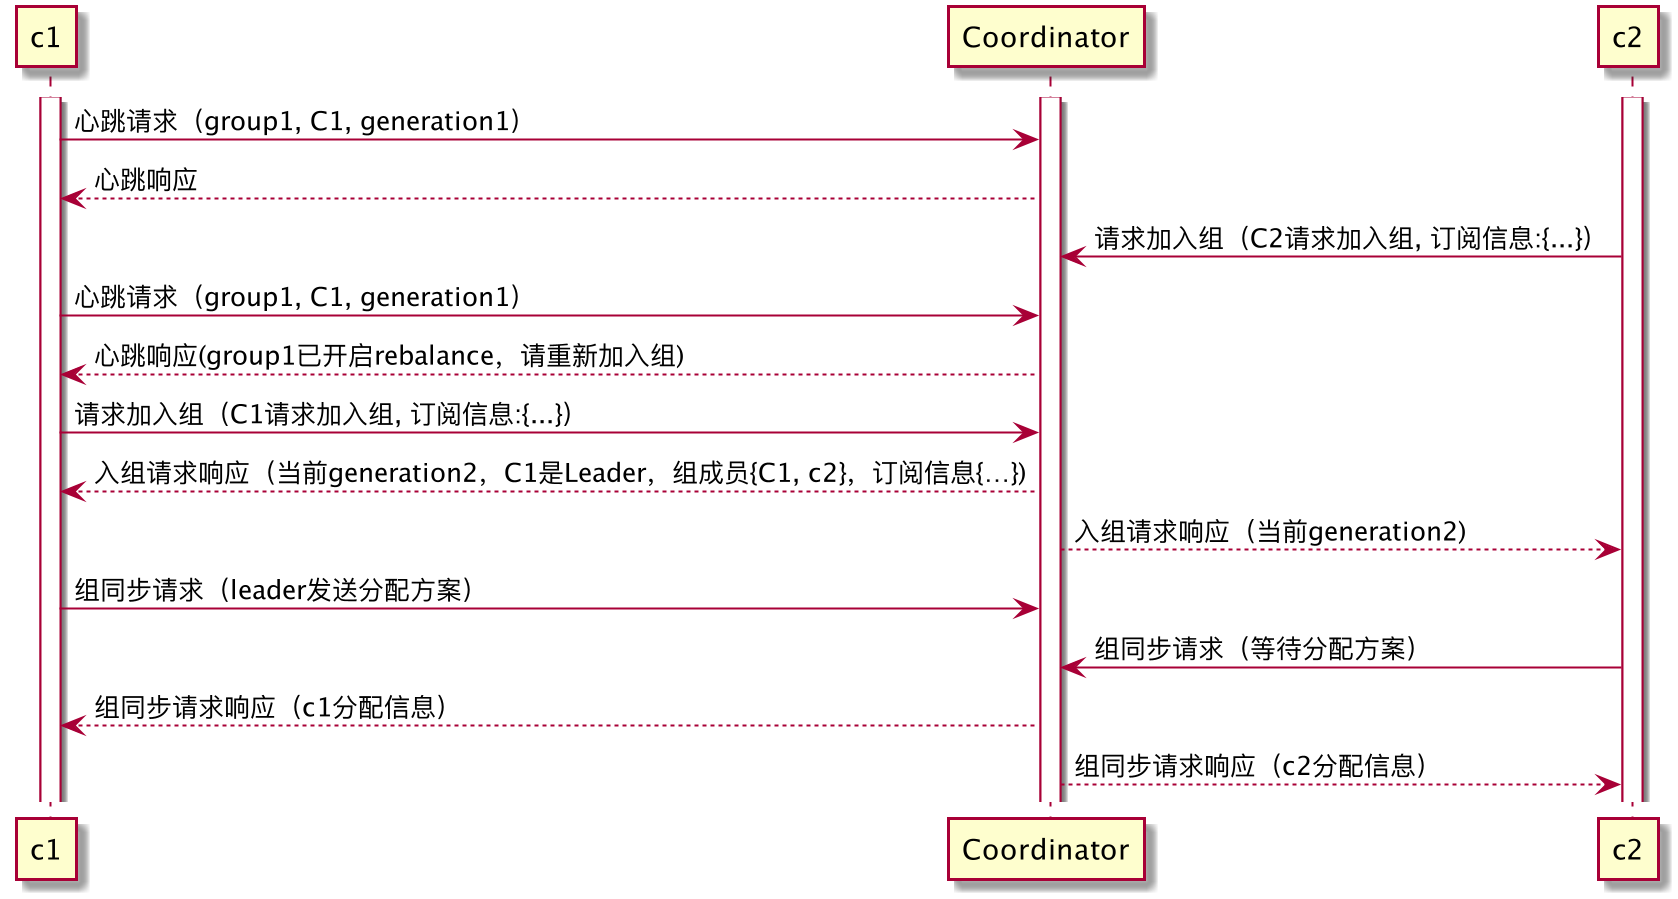 c1 Coordinator c2
心跳请求（group1, C1, generation1）
心跳响应
请求加入组（C2请求加入组, 订阅信息:{...}）
心跳请求（group1, C1, generation1）
心跳响应(group1已开启rebalance，请重新加入组)
请求加入组（C1请求加入组, 订阅信息:{...}）
入组请求响应（当前generation2，C1是Leader，组成员{C1, c2}，订阅信息{...})
入组请求响应（当前generation2)
组同步请求（leader发送分配方案）
组同步请求（等待分配方案）
组同步请求响应（c1分配信息）
组同步请求响应（c2分配信息）
c1 Coordinator c2